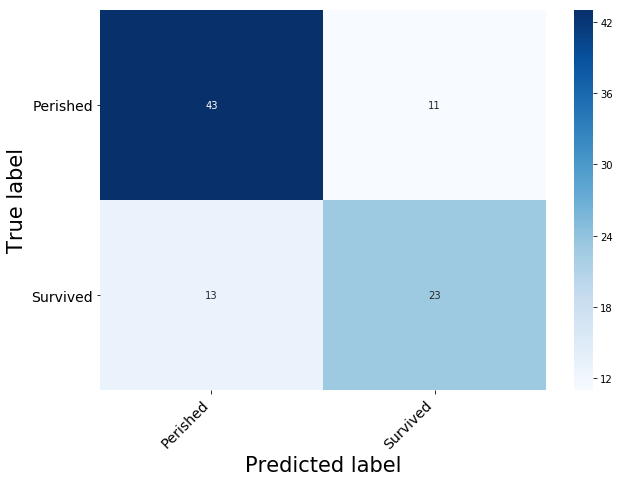 Perished
Survived
True label
43
11
13
23
Perished
Survived
Predicted label
42
36
30
24
18
12